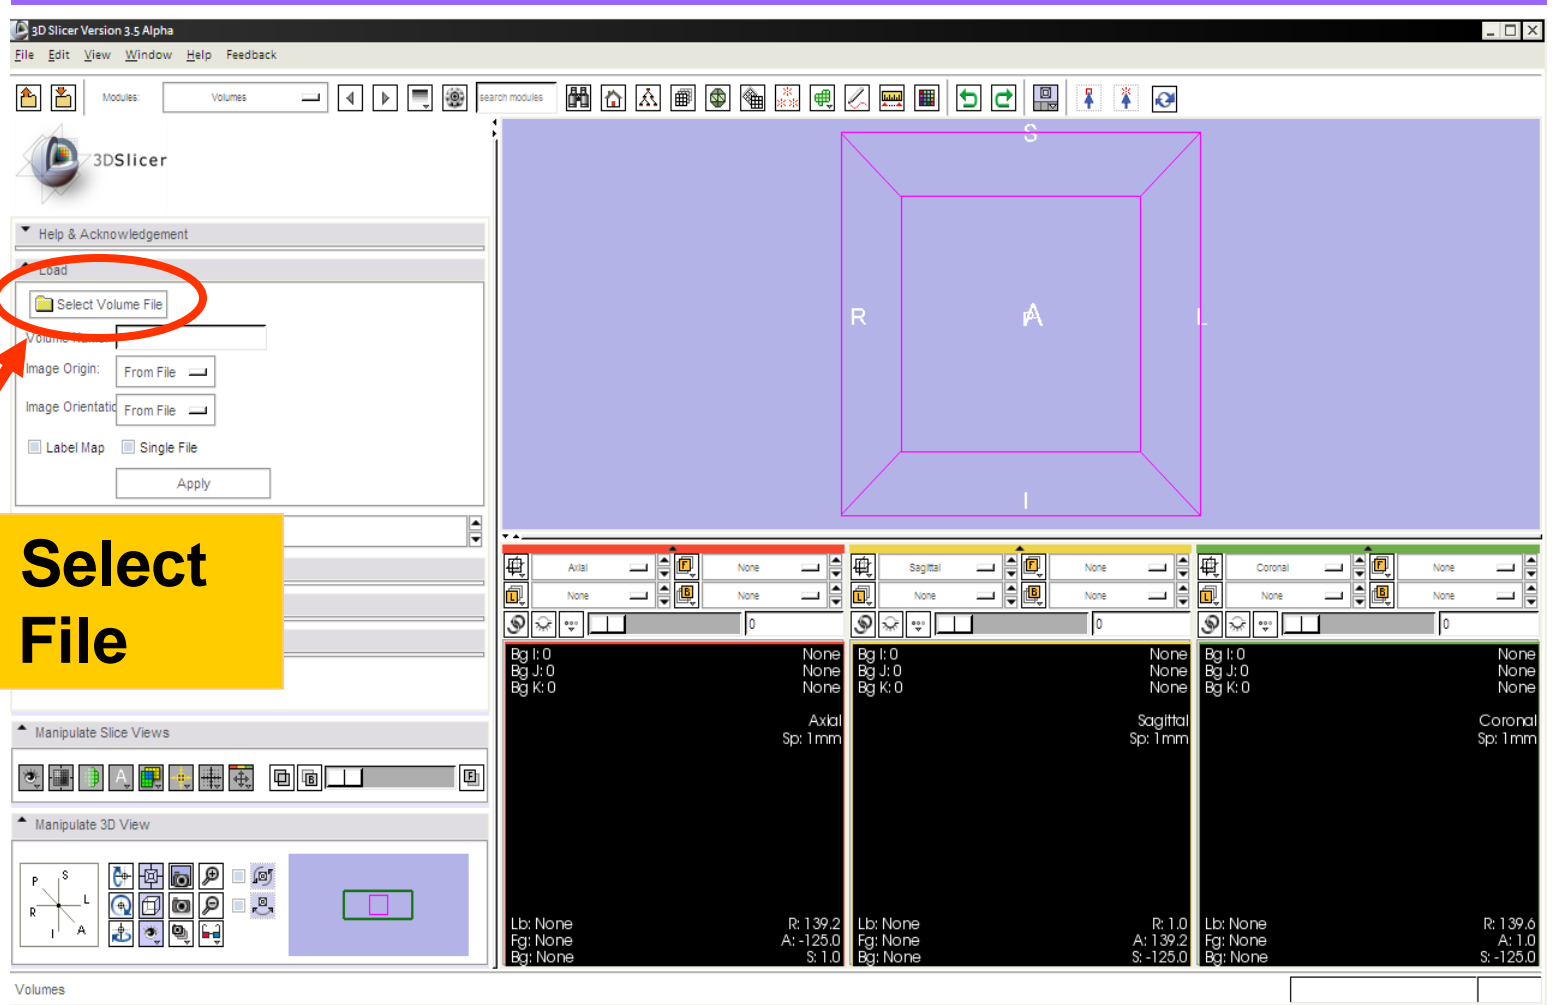 3D Slicer Version 3.5 Alpha
File Edit View Window Help Feedback
Modules: Volumes search modules
3DSlicer
Help & Acknowledgement
Load
Select Volume File
Volume Name:
Image Origin: From File
Image Orientatio From File
Label Map Single File
Apply
Select
File
Manipulate Slice Views
A B F
Manipulate 3D View
P S
R L
I A
S
R A P L
I
Axial F None
L None B None
0
Bg I: 0 None
Bg J: 0 None
Bg K: 0 None
Axial
Sp: 1mm
Lb: None R: 139.2
Fg: None A: -125.0
Bg: None S: 1.0
Sagittal F None
L None B None
0
Bg I: 0 None
Bg J: 0 None
Bg K: 0 None
Sagittal
Sp: 1mm
Lb: None R: 1.0
Fg: None A: 139.2
Bg: None S: -125.0
Coronal F None
L None B None
0
Bg I: 0 None
Bg J: 0 None
Bg K: 0 None
Coronal
Sp: 1mm
Lb: None R: 139.6
Fg: None A: 1.0
Bg: None S: -125.0
Volumes